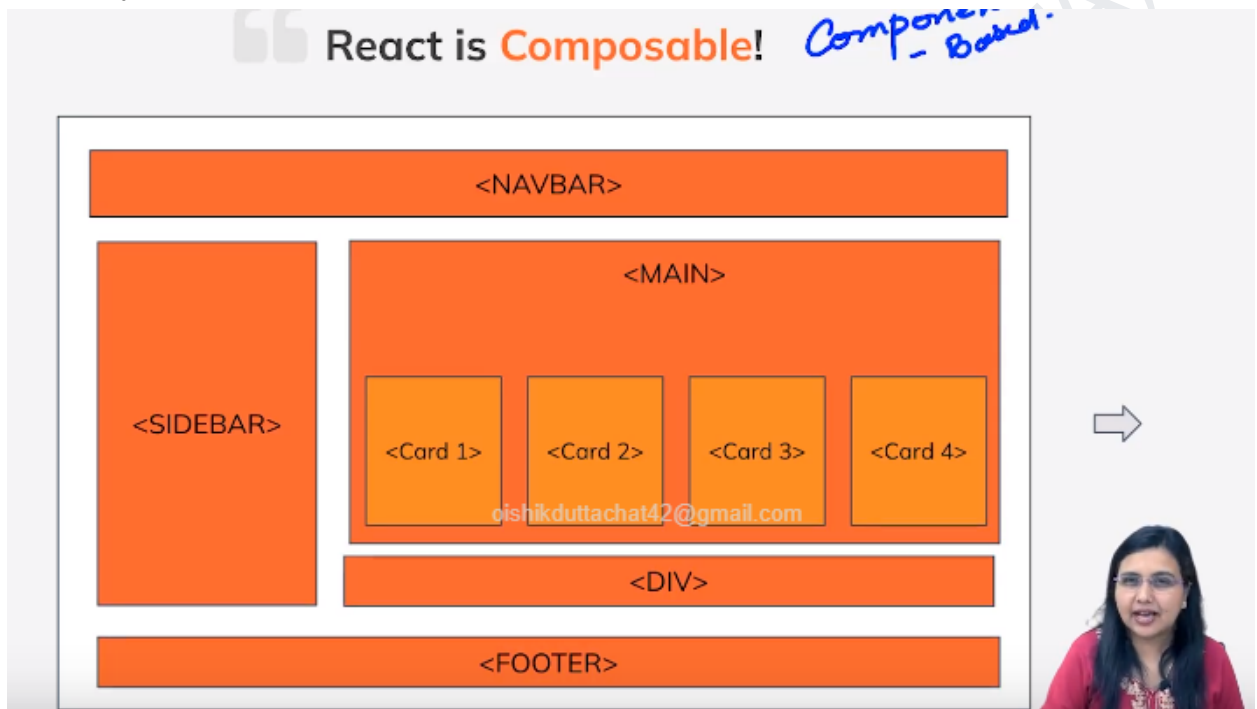 React is Composable!
- Based.
<NAVBAR>
<MAIN>
<SIDEBAR>
<Card 1> <Card 2> <Card 3> <Card 4>
oishikduttachat42@gmail.com
<DIV>
<FOOTER>